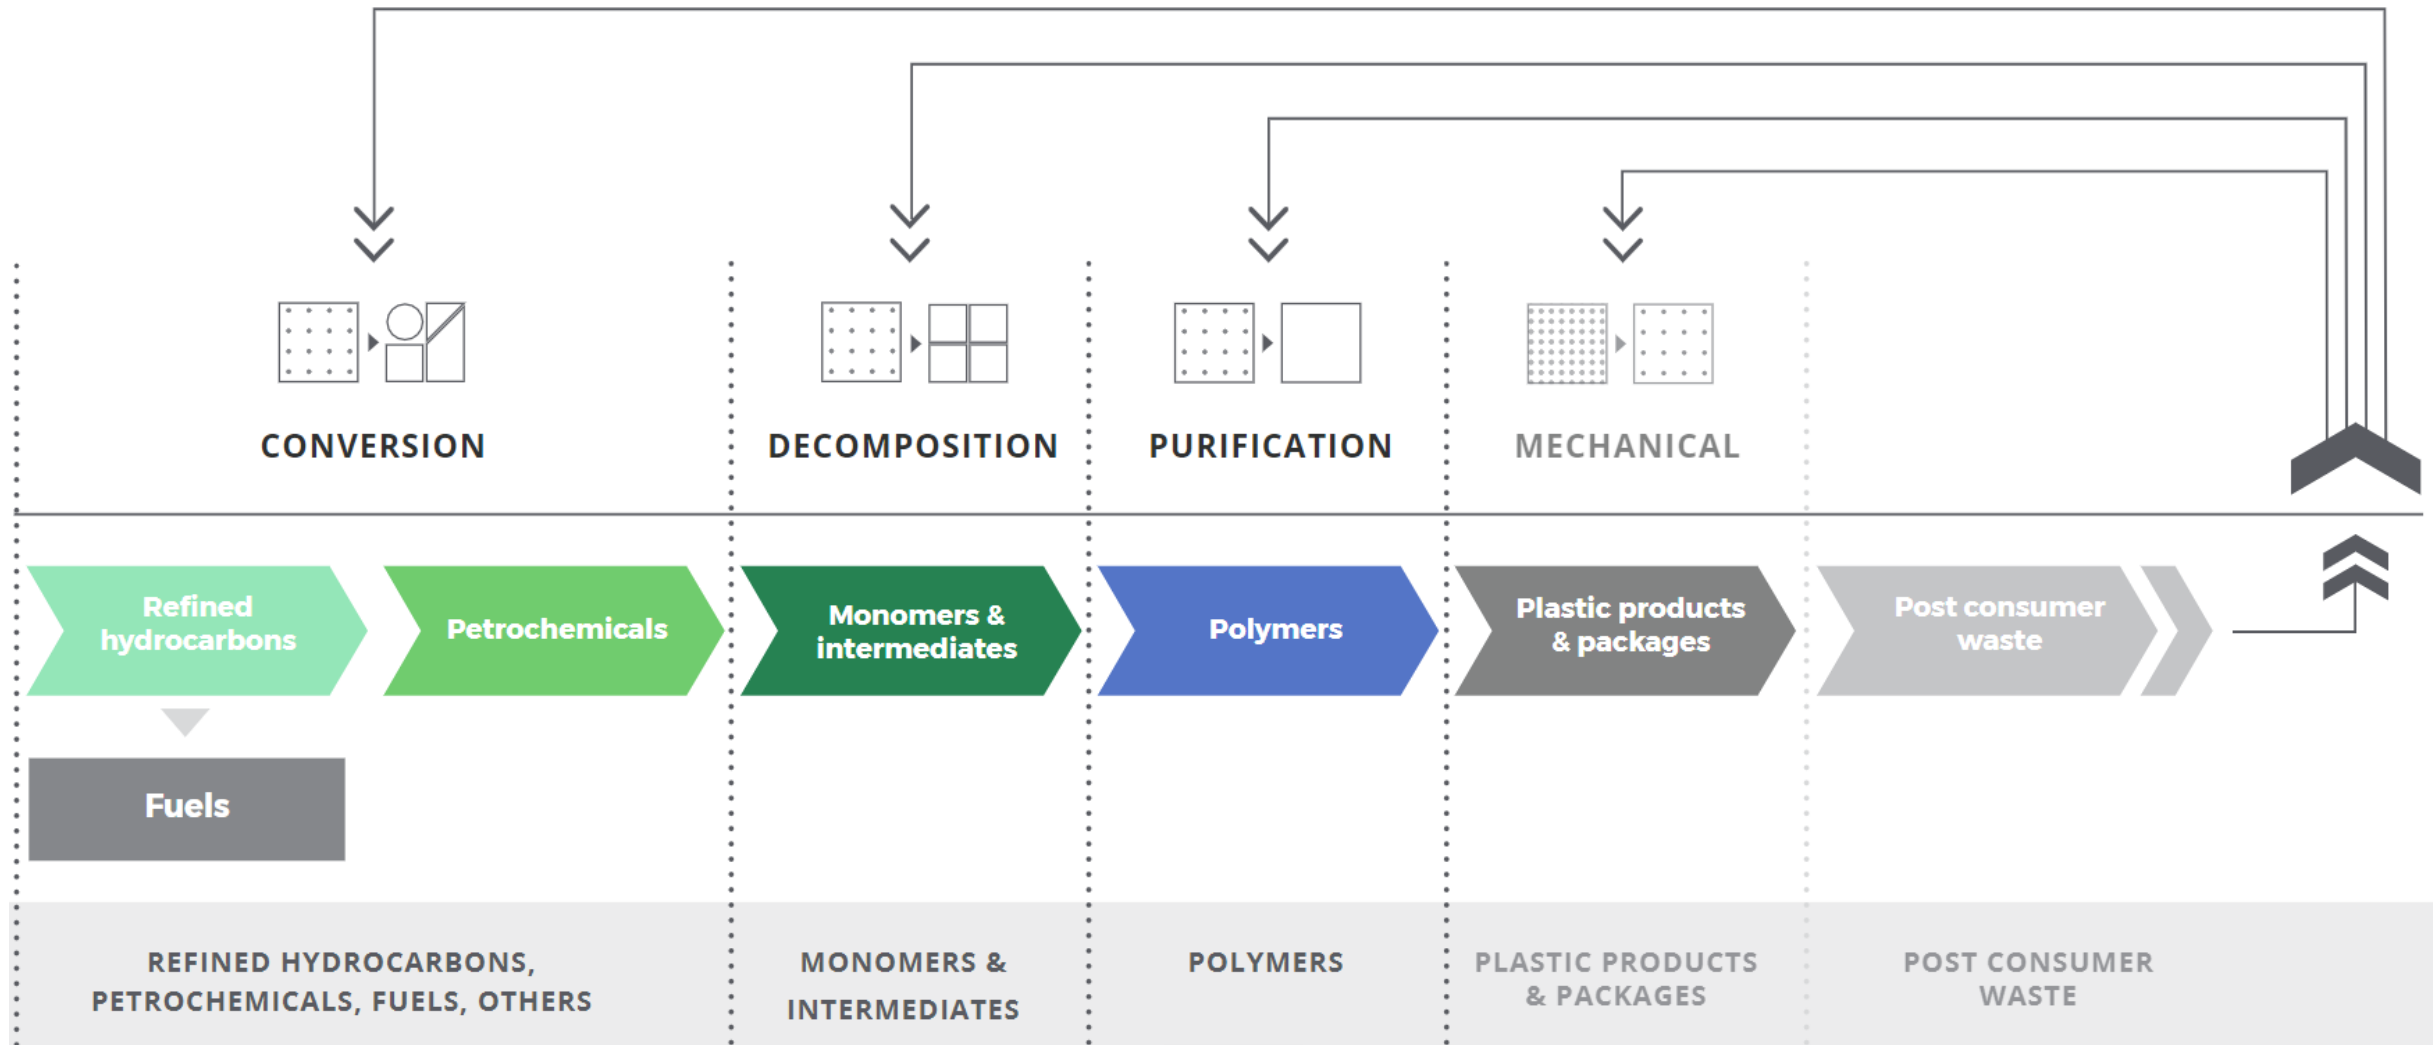 CONVERSION
DECOMPOSITION
PURIFICATION
MECHANICAL
Refined
hydrocarbons
Petrochemicals
Monomers &
intermediates
Polymers
Plastic products
& packages
Post consumer
waste
Fuels
REFINED HYDROCARBONS,
PETROCHEMICALS, FUELS, OTHERS
MONOMERS &
INTERMEDIATES
POLYMERS
PLASTIC PRODUCTS
& PACKAGES
POST CONSUMER
WASTE